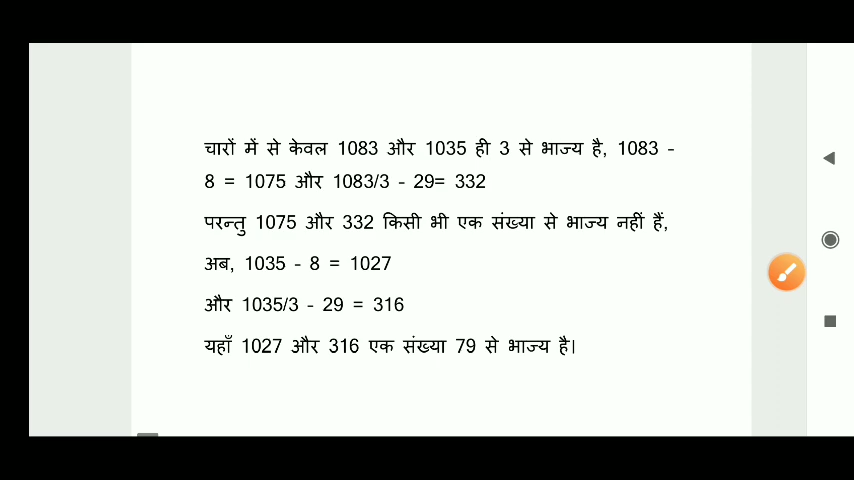 चारों में से केवल 1083 और 1035 ही 3 से भाज्य है, 1083 -
8 = 1075 और 1083/3 - 29= 332
परन्तु 1075 और 332 किसी भी एक संख्या से भाज्य नहीं हैं,
अब, 1035 - 8 = 1027
और 1035/3 - 29 = 316
यहाँ 1027 और 316 एक संख्या 79 से भाज्य है।